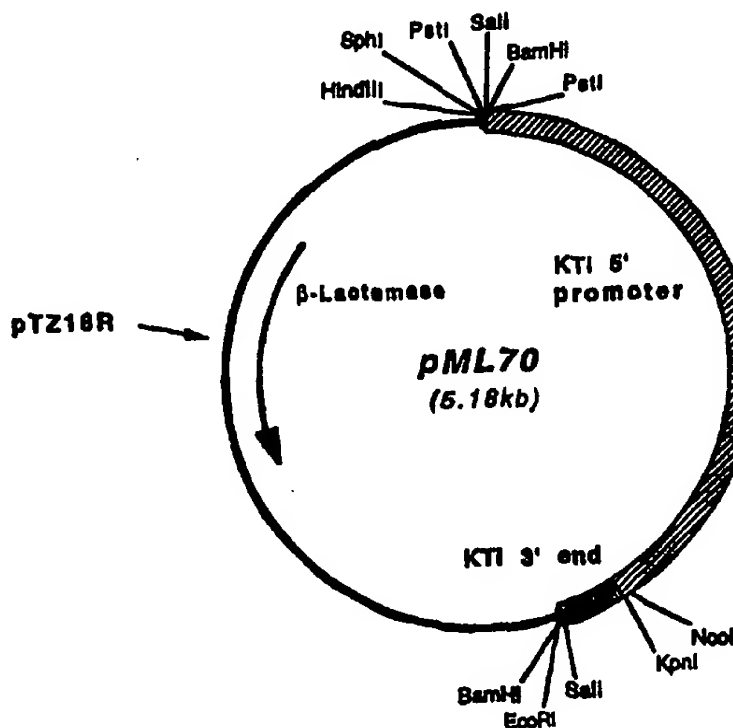 SphI
PstI
SalI
BamHI
HindIII
PstI
KTI 5'
promoter
β-Lactamase
pTZ18R
pML70
(5.18kb)
KTI 3' end
NcoI
KpnI
BamHI
SalI
EcoRI